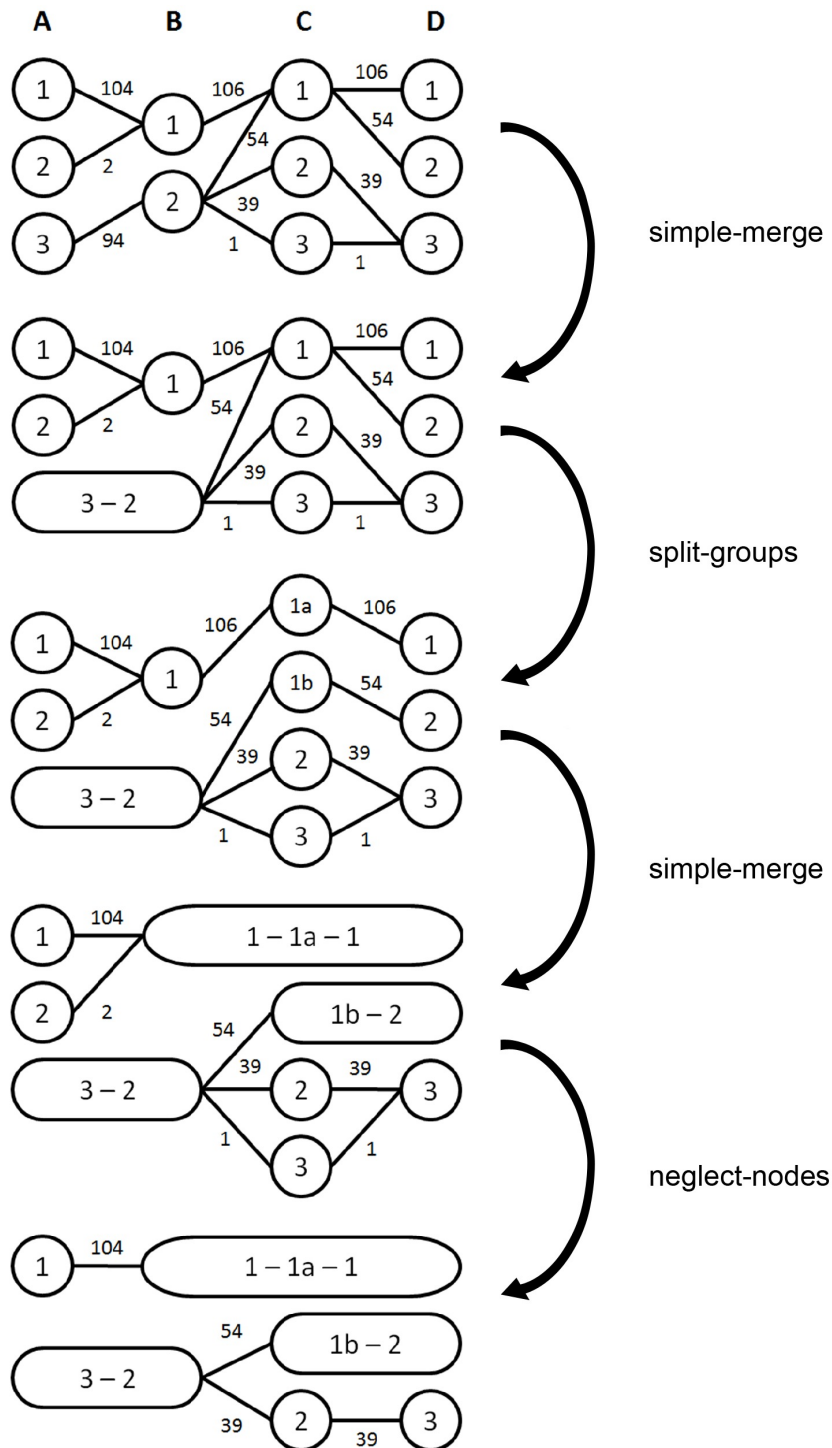 A B C D
104 106 106
1 1 1 1
54 54
2 2 2 2
2 39 39
3 94 1 3 1 3
simple-merge
104 106 106
1 1 1 1
2 54 54
2 2 2
39 39
3 – 2 3 3
1 1
split-groups
1a
106 106
104
1 1 1
1b
2 54 54
2 2
39 39
2
3 – 2 3
1 3 1
simple-merge
104
1 1 – 1a – 1
2 2 54 1b – 2
39 39
3 – 2 2 3
1 1
3
neglect-nodes
104
1 1 – 1a – 1
54 1b – 2
3 – 2
39 2 39 3